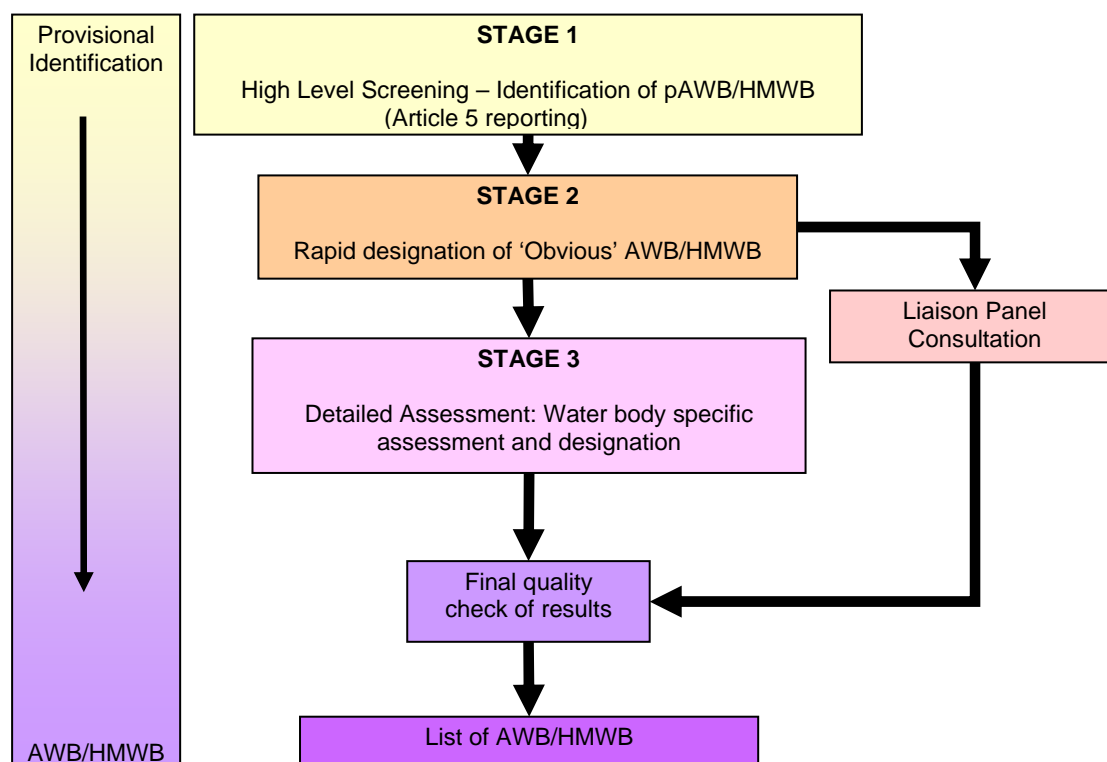 Provisional
Identification
STAGE 1
High Level Screening – Identification of pAWB/HMWB
(Article 5 reporting)
STAGE 2
Rapid designation of ‘Obvious’ AWB/HMWB
Liaison Panel
Consultation
STAGE 3
Detailed Assessment: Water body specific
assessment and designation
Final quality
check of results
List of AWB/HMWB
AWB/HMWB